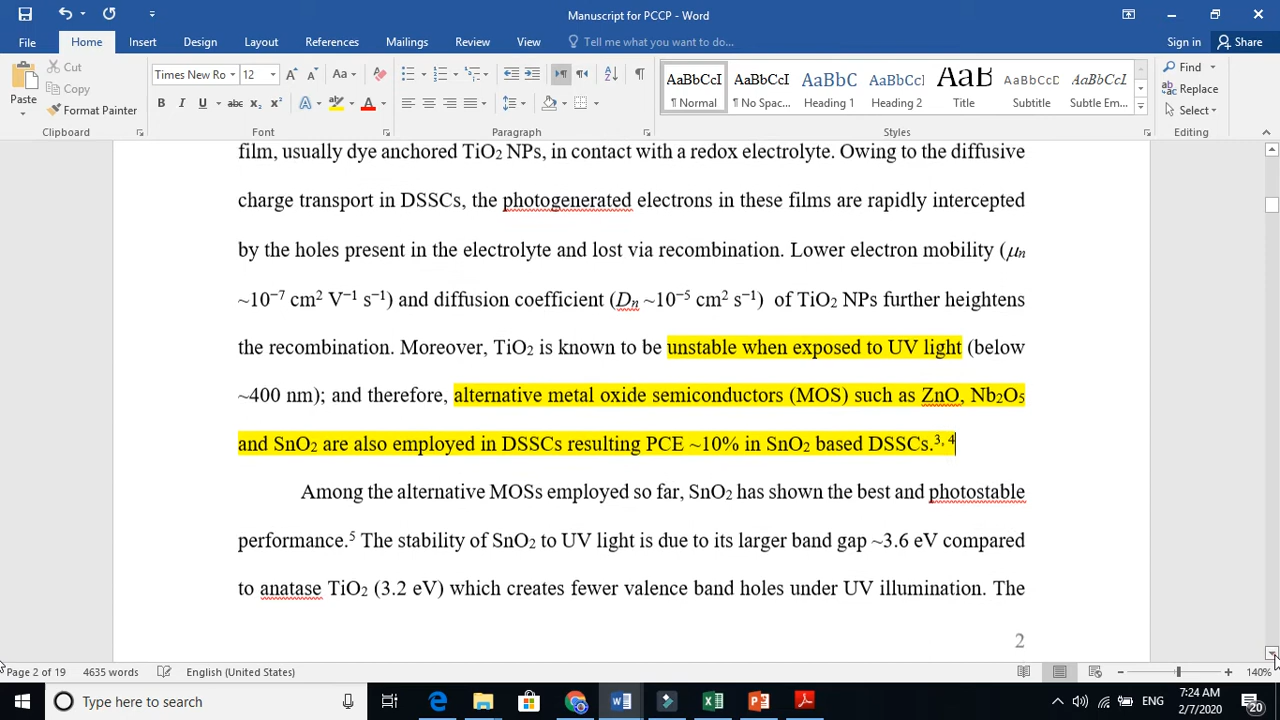 Manuscript for PCCP - Word
File Home Insert Design Layout References Mailings Review View Tell me what you want to do... Sign in Share
Paste Cut Copy Format Painter Clipboard
Times New Ro 12 Aa
B I U abc x₂ x² A A Font
Paragraph
AaBbCcI AaBbCcI AaBbC AaBbCcI AaB AaBbCcI AaBbCcI
¶ Normal ¶ No Spac... Heading 1 Heading 2 Title Subtitle Subtle Em...
Styles
Find Replace Select Editing
film, usually dye anchored TiO₂ NPs, in contact with a redox electrolyte. Owing to the diffusive
charge transport in DSSCs, the photogenerated electrons in these films are rapidly intercepted
by the holes present in the electrolyte and lost via recombination. Lower electron mobility (μn
~10⁻⁷ cm² V⁻¹ s⁻¹) and diffusion coefficient (Dn ~10⁻⁵ cm² s⁻¹) of TiO₂ NPs further heightens
the recombination. Moreover, TiO₂ is known to be unstable when exposed to UV light (below
~400 nm); and therefore, alternative metal oxide semiconductors (MOS) such as ZnO, Nb₂O₅
and SnO₂ are also employed in DSSCs resulting PCE ~10% in SnO₂ based DSSCs.³, ⁴
Among the alternative MOSs employed so far, SnO₂ has shown the best and photostable
performance.⁵ The stability of SnO₂ to UV light is due to its larger band gap ~3.6 eV compared
to anatase TiO₂ (3.2 eV) which creates fewer valence band holes under UV illumination. The
2
Page 2 of 19 4635 words English (United States) 140%
Type here to search ENG 7:24 AM
2/7/2020 20